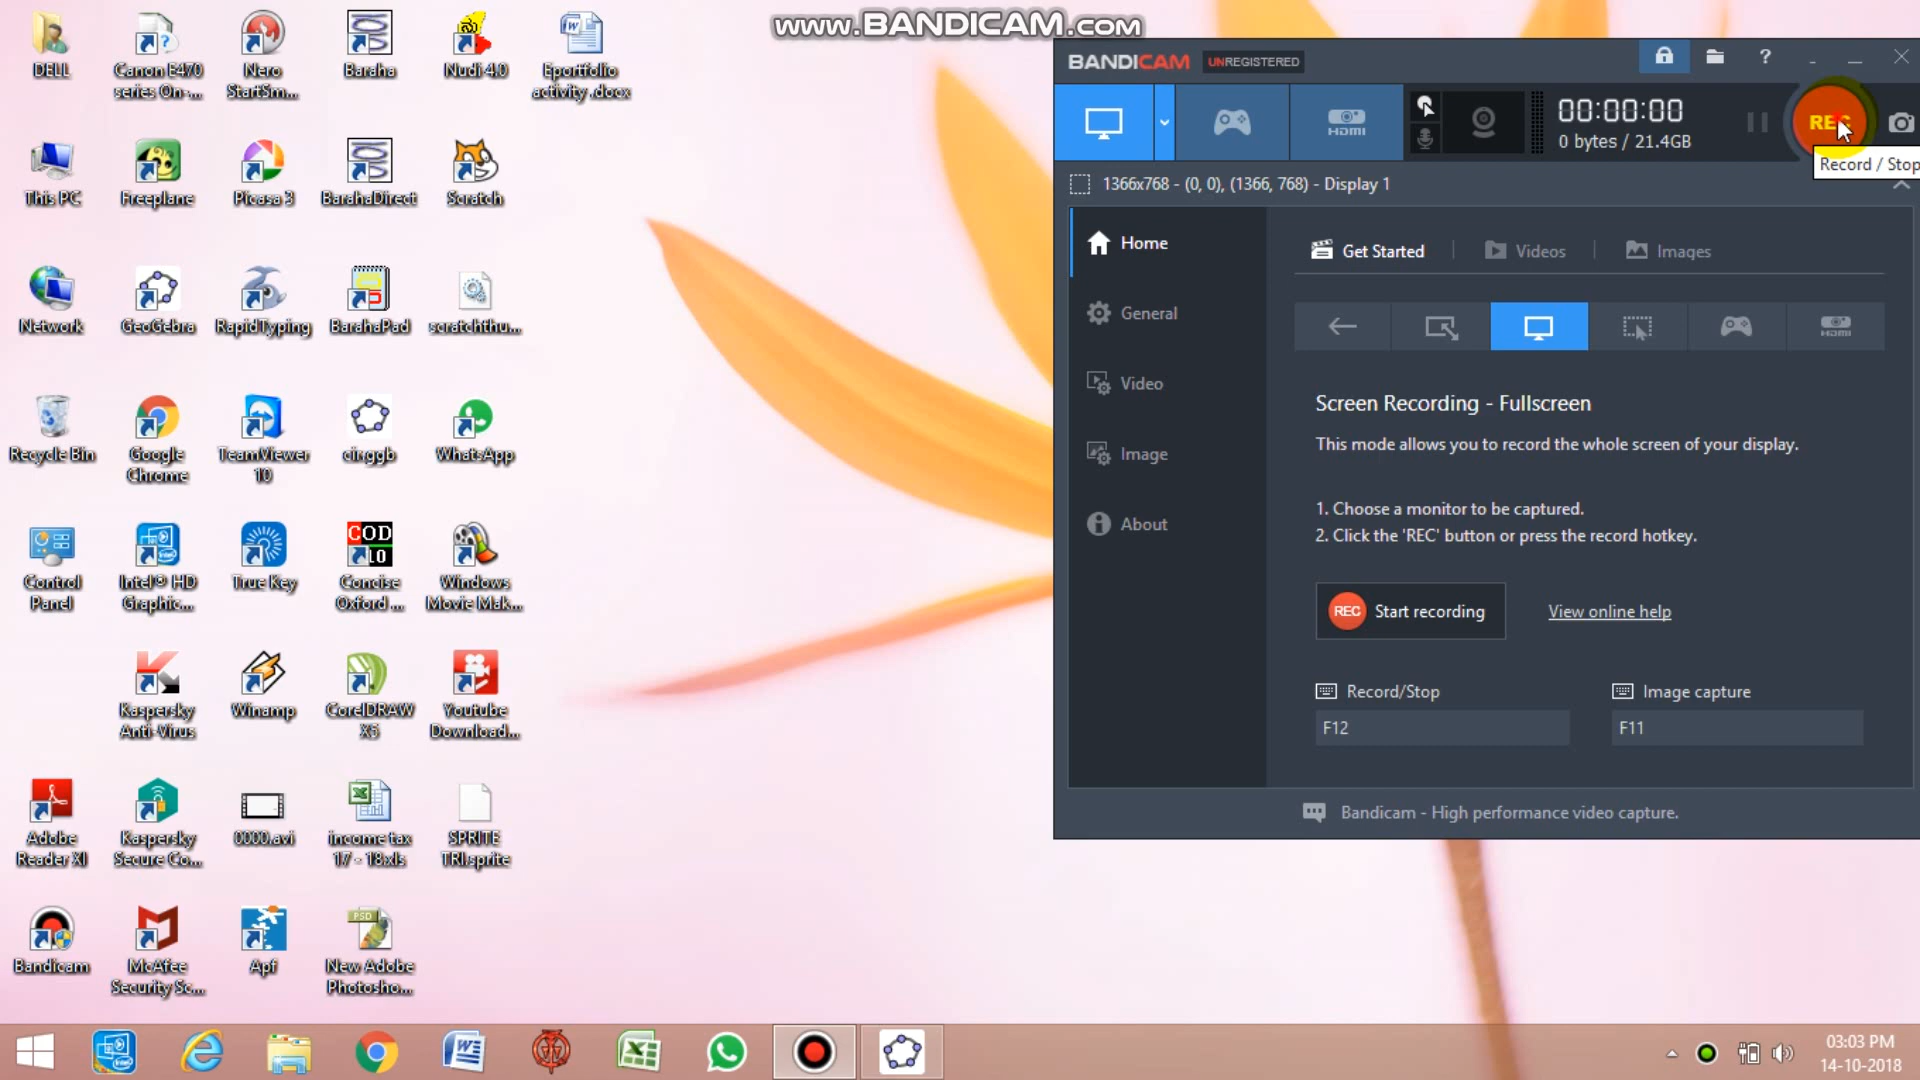 www.BANDICAM.com
DELL
Canon E470
series On-...
Nero
StartSm...
Baraha
Nudi 4.0
Eportfolio
activity .docx
This PC
Freeplane
Picasa 3
BarahaDirect
Scratch
Network
GeoGebra
RapidTyping
BarahaPad
scratchthu...
Recycle Bin
Google
Chrome
TeamViewer
10
cir.ggb
WhatsApp
Control
Panel
Intel® HD
Graphic...
True Key
COD
10
Concise
Oxford ...
Windows
Movie Mak...
Kaspersky
Anti-Virus
Winamp
CorelDRAW
X5
Youtube
Download...
Adobe
Reader XI
Kaspersky
Secure Co...
0000.avi
income tax
17 - 18.xls
SPRITE
TRI.sprite
Bandicam
McAfee
Security Sc...
Apf
PSD
New Adobe
Photosho...
BANDICAM UNREGISTERED
?
HDMI
00:00:00
0 bytes / 21.4GB
REC
Record / Stop
1366x768 - (0, 0), (1366, 768) - Display 1
Home
General
Video
Image
About
Get Started
Videos
Images
HDMI
Screen Recording - Fullscreen
This mode allows you to record the whole screen of your display.
1. Choose a monitor to be captured.
2. Click the 'REC' button or press the record hotkey.
REC Start recording
View online help
Record/Stop
Image capture
F12
F11
Bandicam - High performance video capture.
03:03 PM
14-10-2018